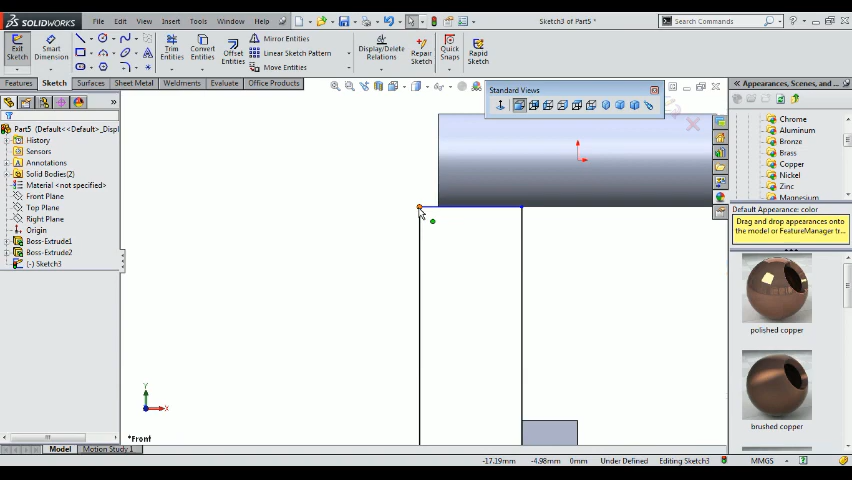 SOLIDWORKS
File Edit View Insert Tools Window Help
Sketch3 of Part5 *
Search Commands
Exit Sketch
Smart Dimension
Trim Entities
Convert Entities
Offset Entities
Mirror Entities
Linear Sketch Pattern
Move Entities
Display/Delete Relations
Repair Sketch
Quick Snaps
Rapid Sketch
Features Sketch Surfaces Sheet Metal Weldments Evaluate Office Products
Standard Views
Appearances, Scenes, and...
Part5 (Default<<Default>_Displ
History
Sensors
Annotations
Solid Bodies(2)
Material <not specified>
Front Plane
Top Plane
Right Plane
Origin
Boss-Extrude1
Boss-Extrude2
(-) Sketch3
Chrome
Aluminum
Bronze
Brass
Copper
Nickel
Zinc
Magnesium
Default Appearance: color
Drag and drop appearances onto
the model or FeatureManager tr...
polished copper
brushed copper
Y
X
*Front
Model Motion Study 1
-17.19mm -4.98mm 0mm Under Defined Editing Sketch3 MMGS